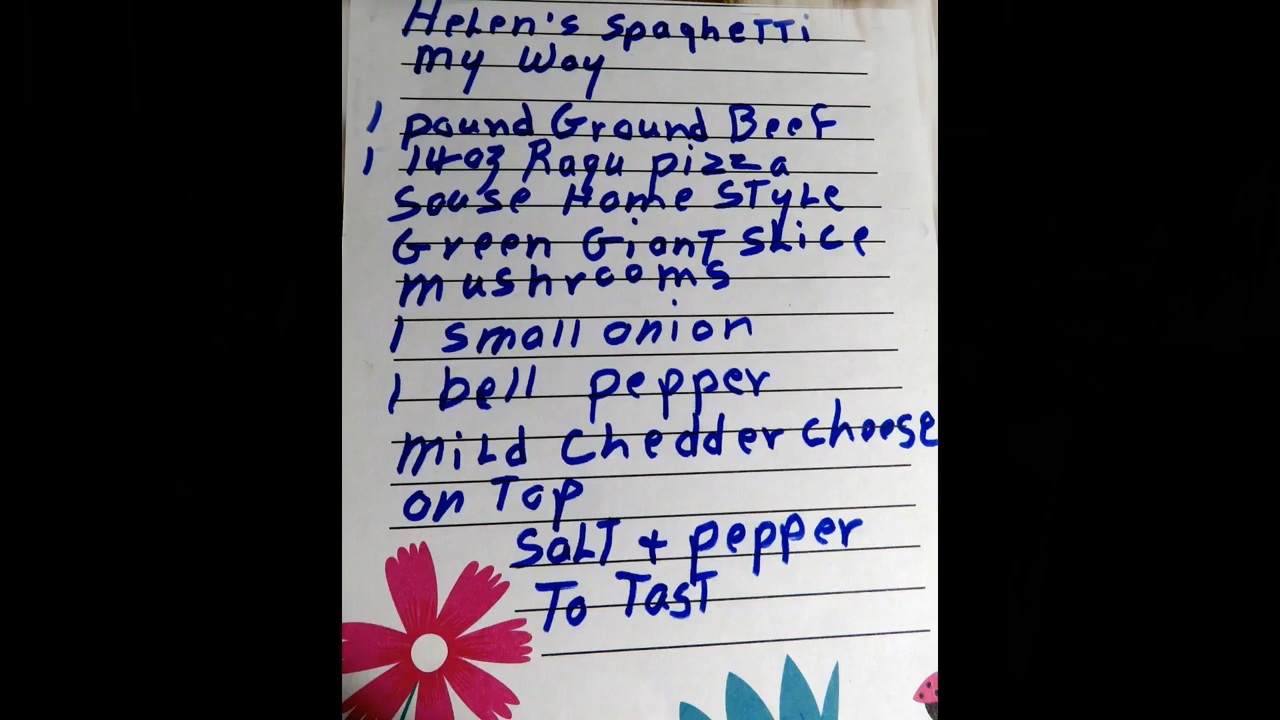 Helen's Spaghetti
My Way
1 pound Ground Beef
1 14oz Ragu pizza
Souse Home STyLe
Green Giant Slice
mushrooms
1 small onion
1 bell pepper
MiLd Chedder cheese
on Top
SaLT + pepper
To TasT